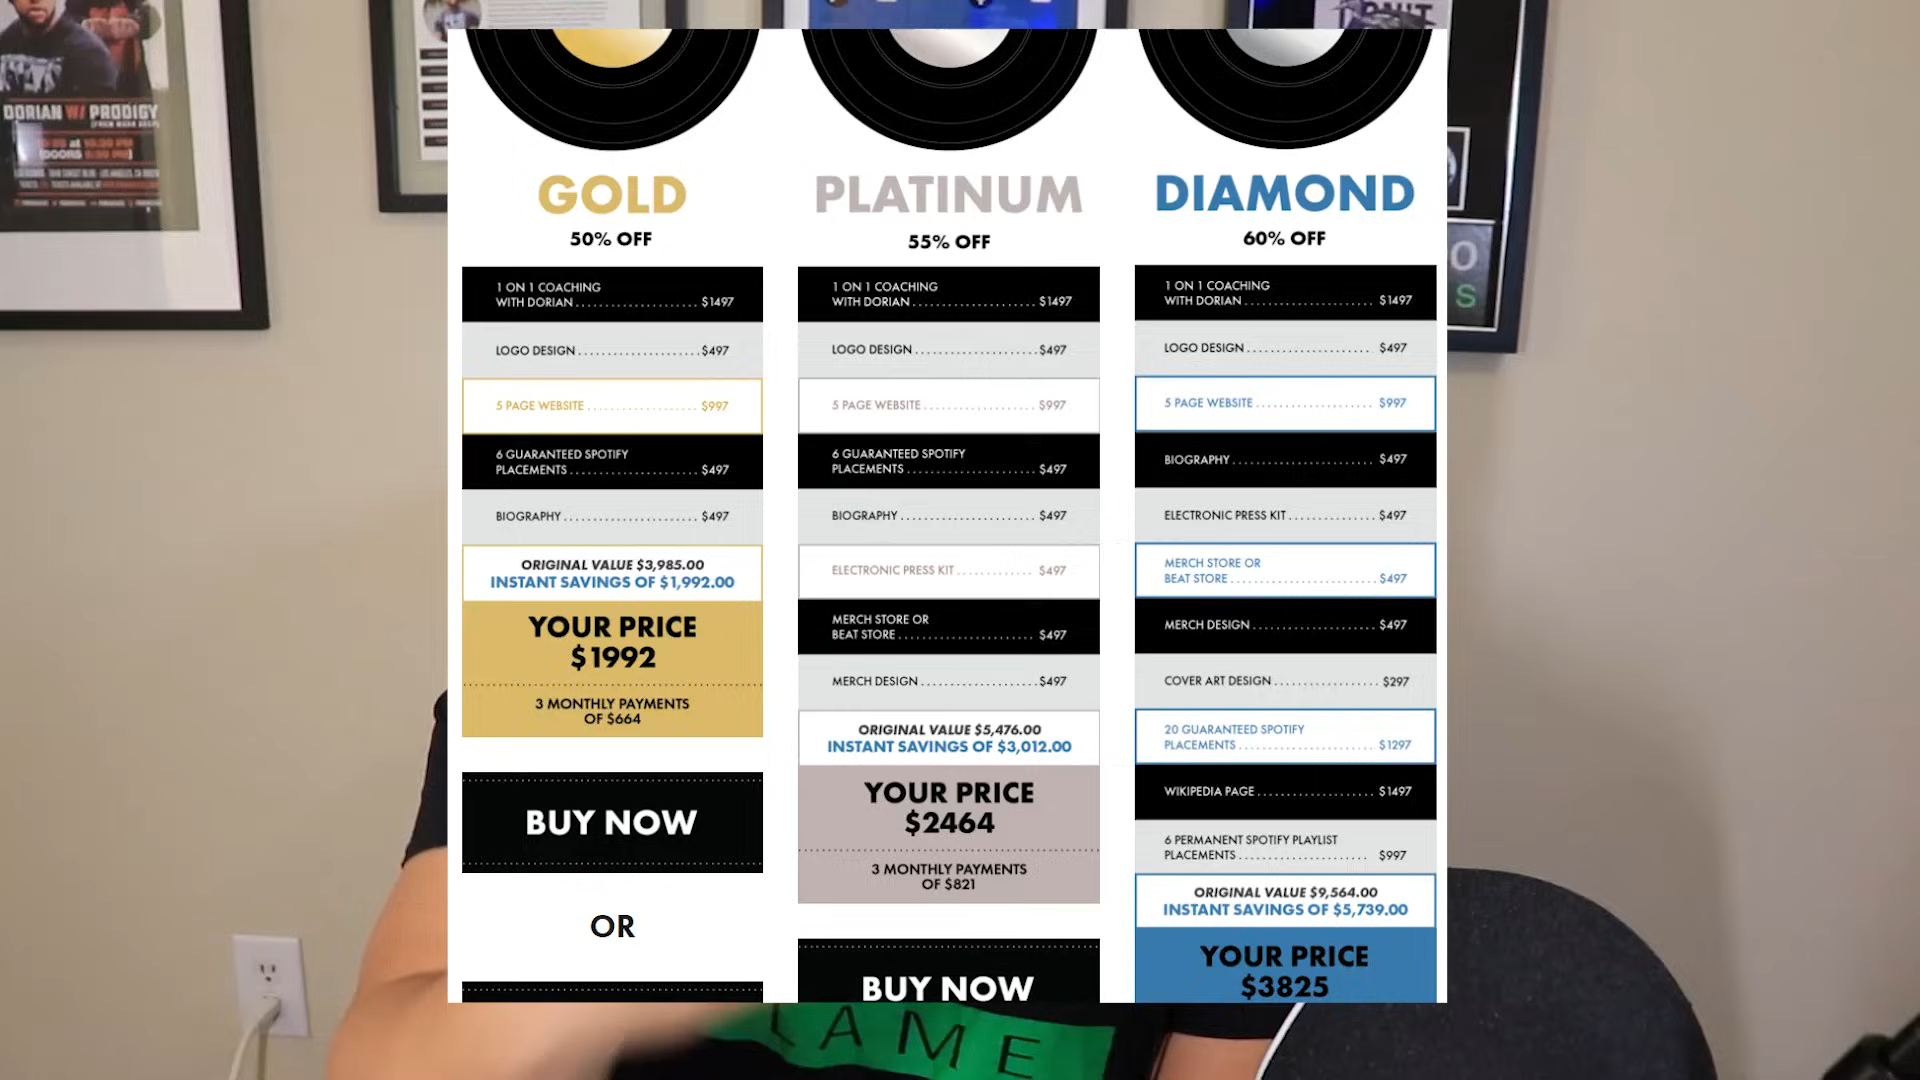 DORIAN W/ PRODIGY
GOLD
50% OFF
1 ON 1 COACHING
WITH DORIAN $1497
LOGO DESIGN $497
5 PAGE WEBSITE $997
6 GUARANTEED SPOTIFY
PLACEMENTS $497
BIOGRAPHY $497
ORIGINAL VALUE $3,985.00
INSTANT SAVINGS OF $1,992.00
YOUR PRICE
$1992
3 MONTHLY PAYMENTS
OF $664
BUY NOW
OR
PLATINUM
55% OFF
1 ON 1 COACHING
WITH DORIAN $1497
LOGO DESIGN $497
5 PAGE WEBSITE $997
6 GUARANTEED SPOTIFY
PLACEMENTS $497
BIOGRAPHY $497
ELECTRONIC PRESS KIT $497
MERCH STORE OR
BEAT STORE $497
MERCH DESIGN $497
ORIGINAL VALUE $5,476.00
INSTANT SAVINGS OF $3,012.00
YOUR PRICE
$2464
3 MONTHLY PAYMENTS
OF $821
BUY NOW
DIAMOND
60% OFF
1 ON 1 COACHING
WITH DORIAN $1497
LOGO DESIGN $497
5 PAGE WEBSITE $997
BIOGRAPHY $497
ELECTRONIC PRESS KIT $497
MERCH STORE OR
BEAT STORE $497
MERCH DESIGN $497
COVER ART DESIGN $297
20 GUARANTEED SPOTIFY
PLACEMENTS $1297
WIKIPEDIA PAGE $1497
6 PERMANENT SPOTIFY PLAYLIST
PLACEMENTS $997
ORIGINAL VALUE $9,564.00
INSTANT SAVINGS OF $5,739.00
YOUR PRICE
$3825
LAME